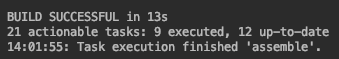 BUILD SUCCESSFUL in 13s
21 actionable tasks: 9 executed, 12 up-to-date
14:01:55: Task execution finished 'assemble'.